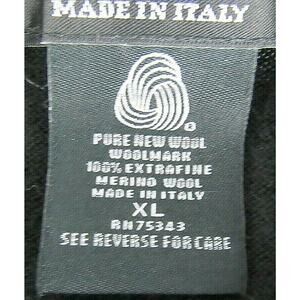 MADE IN ITALY
PURE NEW WOOL
WOOLMARK
100% EXTRAFINE
MERINO WOOL
MADE IN ITALY
XL
RN75343
SEE REVERSE FOR CARE